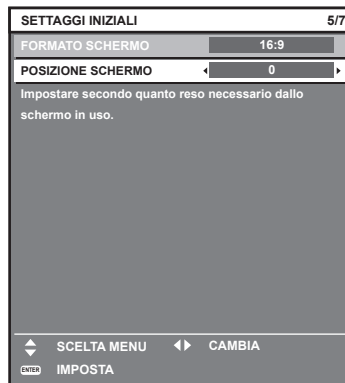 SETTAGGI INIZIALI 5/7
FORMATO SCHERMO 16:9
POSIZIONE SCHERMO 0
Impostare secondo quanto reso necessario dallo
schermo in uso.
SCELTA MENU CAMBIA
ENTER IMPOSTA